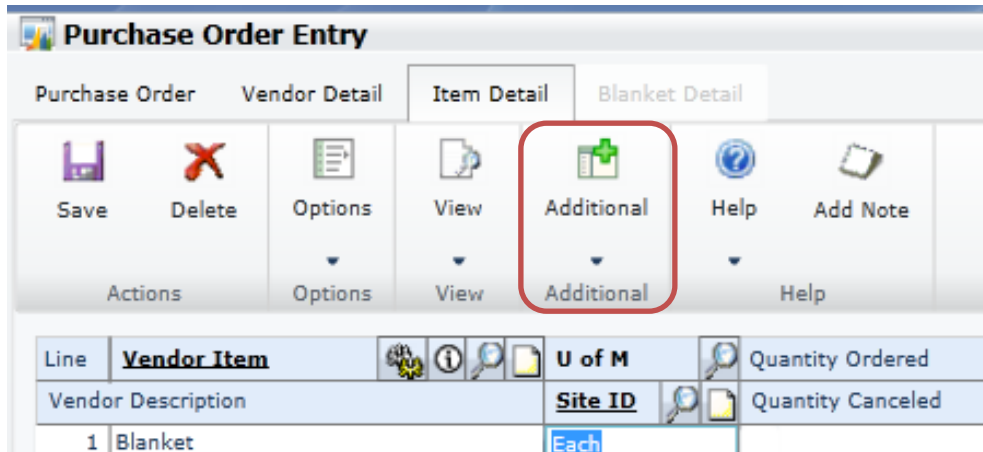 Purchase Order Entry
Purchase Order Vendor Detail Item Detail Blanket Detail
Save Delete Options View Additional Help Add Note
Actions Options View Additional Help
Line Vendor Item U of M Quantity Ordered
Vendor Description Site ID Quantity Canceled
1 Blanket Each